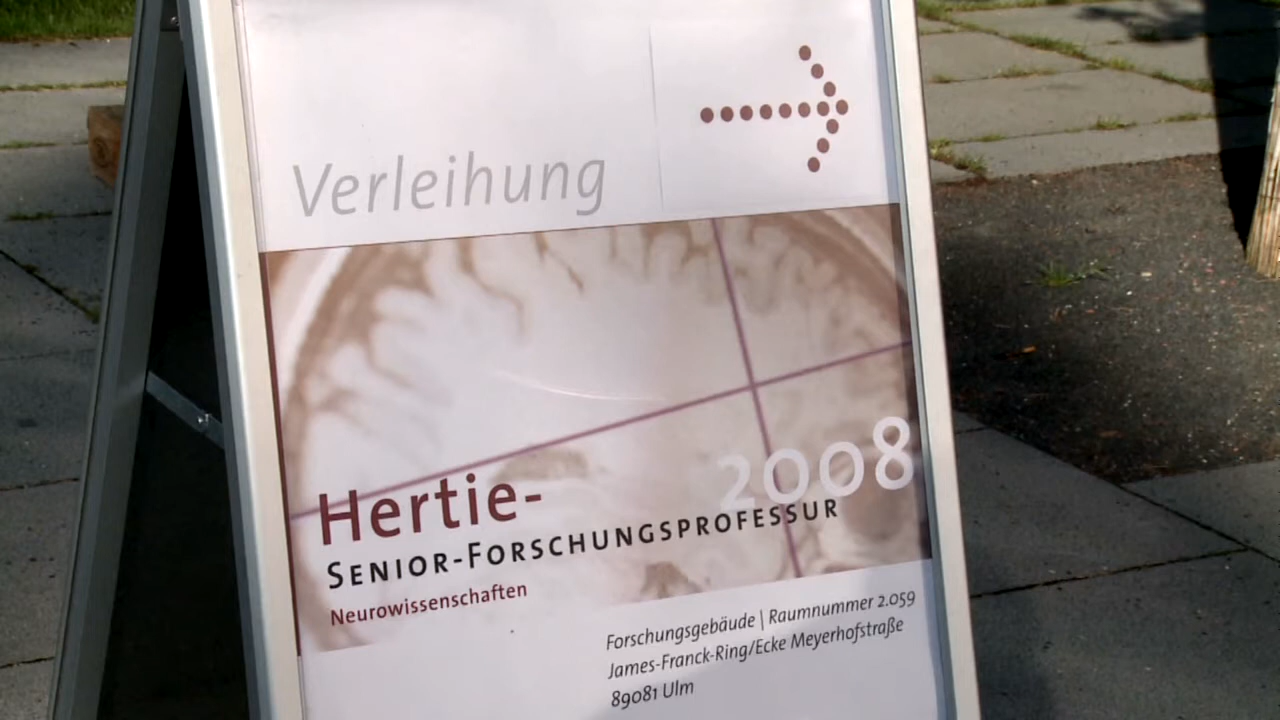 Verleihung
2008
Hertie-
SENIOR-FORSCHUNGSPROFESSUR
Neurowissenschaften
Forschungsgebäude | Raumnummer 2.059
James-Franck-Ring/Ecke Meyerhofstraße
89081 Ulm